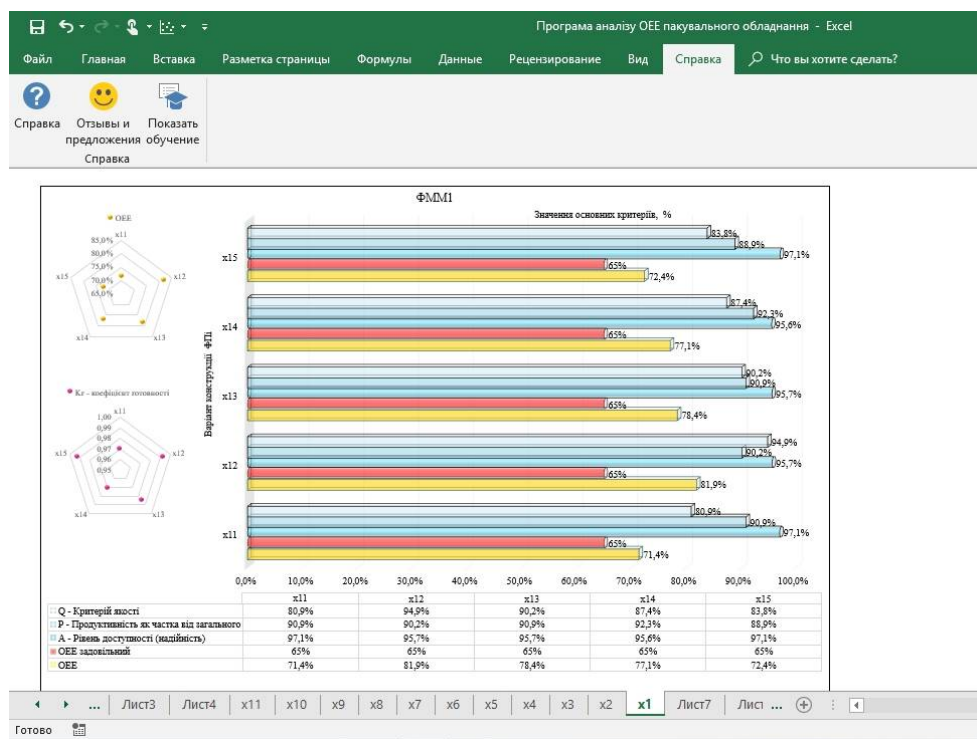 Програма аналізу ОЕЕ пакувального обладнання - Excel
Файл Главная Вставка Разметка страницы Формулы Данные Рецензирование Вид Справка Что вы хотите сделать?
Справка Отзывы и предложения Показать обучение
Справка
ФММ1
Значення основних критеріїв, %
ОЕЕ
x11
85,0%
80,0%
75,0%
70,0%
65,0%
x15
x12
x14
x13
Кг - коефіцієнт готовності
x11
1,00
0,99
0,98
0,97
0,96
0,95
x15
x12
x14
x13
Варіант конструкції ФПі
x15
83,8%
88,9%
97,1%
65%
72,4%
x14
87,4%
92,3%
95,6%
65%
77,1%
x13
90,2%
90,9%
95,7%
65%
78,4%
x12
94,9%
90,2%
95,7%
65%
81,9%
x11
80,9%
90,9%
97,1%
65%
71,4%
0,0% 10,0% 20,0% 30,0% 40,0% 50,0% 60,0% 70,0% 80,0% 90,0% 100,0%
x11 x12 x13 x14 x15
Q - Критерій якості 80,9% 94,9% 90,2% 87,4% 83,8%
P - Продуктивність як частка від загального 90,9% 90,2% 90,9% 92,3% 88,9%
A - Рівень доступності (надійність) 97,1% 95,7% 95,7% 95,6% 97,1%
ОЕЕ задовільний 65% 65% 65% 65% 65%
ОЕЕ 71,4% 81,9% 78,4% 77,1% 72,4%
... Лист3 Лист4 x11 x10 x9 x8 x7 x6 x5 x4 x3 x2 x1 Лист7 Лист ...
Готово